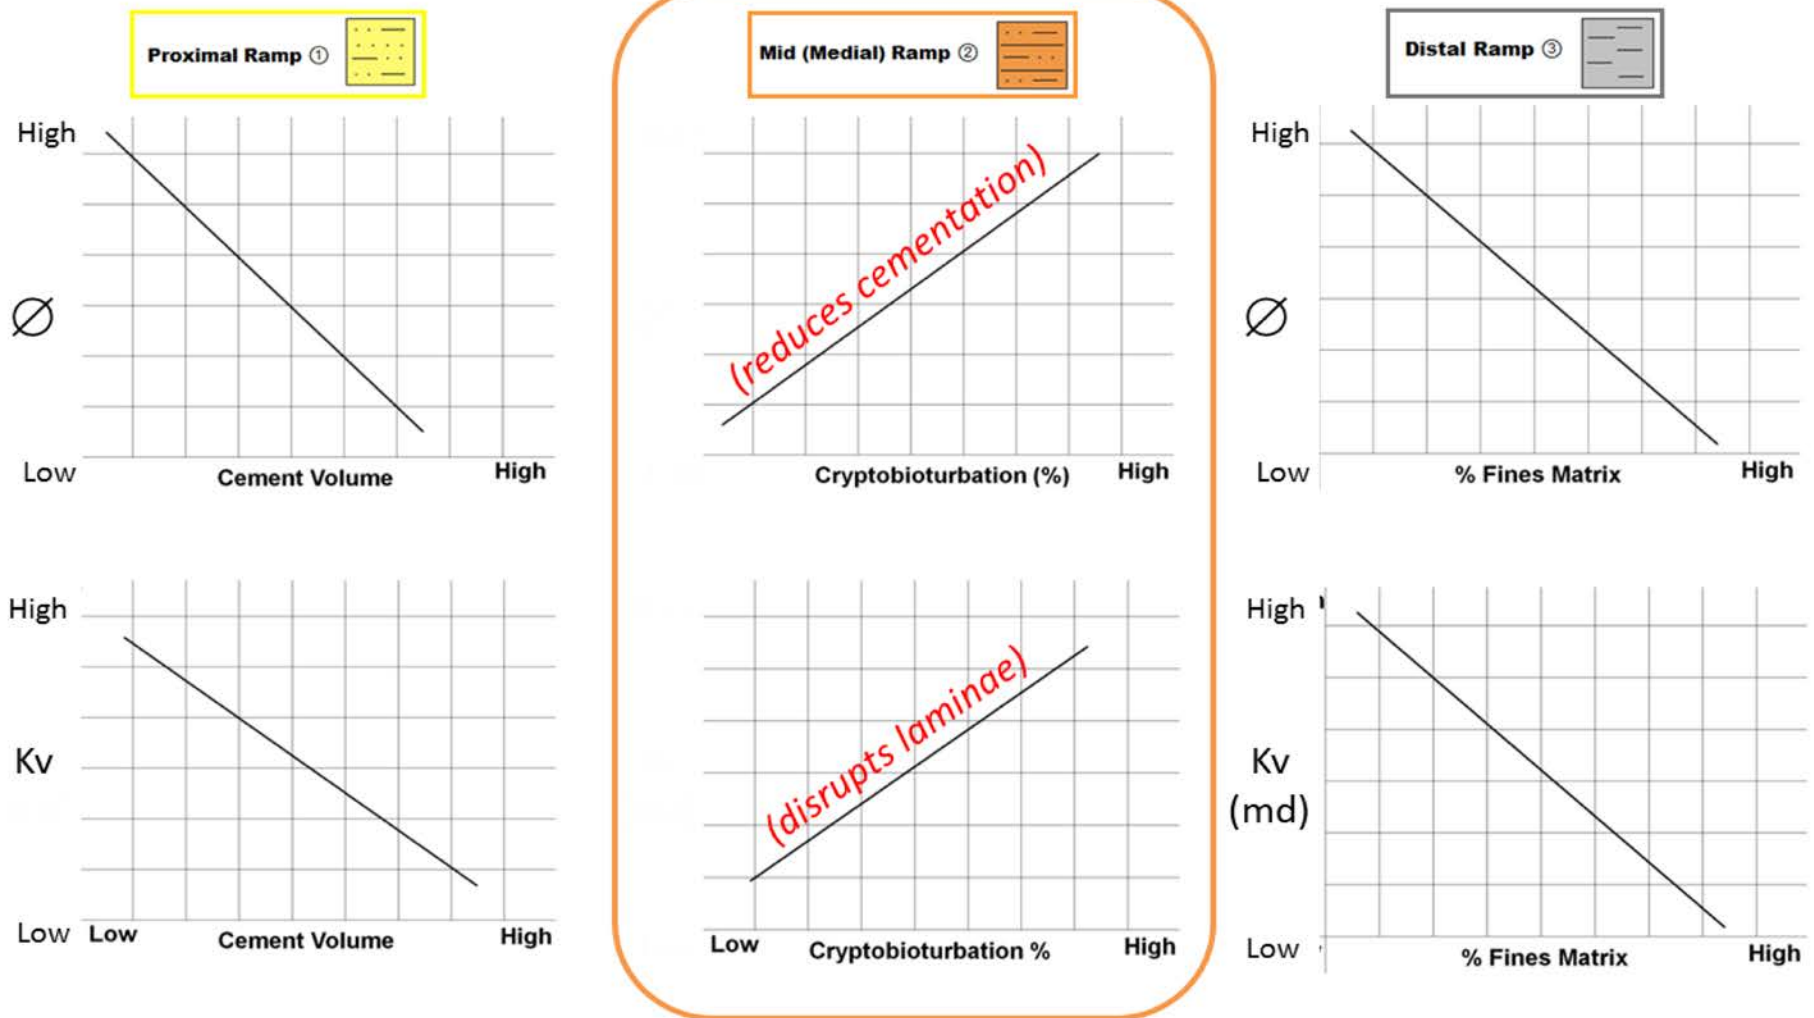 Proximal Ramp ①
Mid (Medial) Ramp ②
Distal Ramp ③
High
Ø
Low
Cement Volume
High
(reduces cementation)
Cryptobioturbation (%)
High
High
Ø
Low
% Fines Matrix
High
High
Kv
Low
Low
Cement Volume
High
(disrupts laminae)
Low
Cryptobioturbation %
High
High
Kv
(md)
Low
% Fines Matrix
High